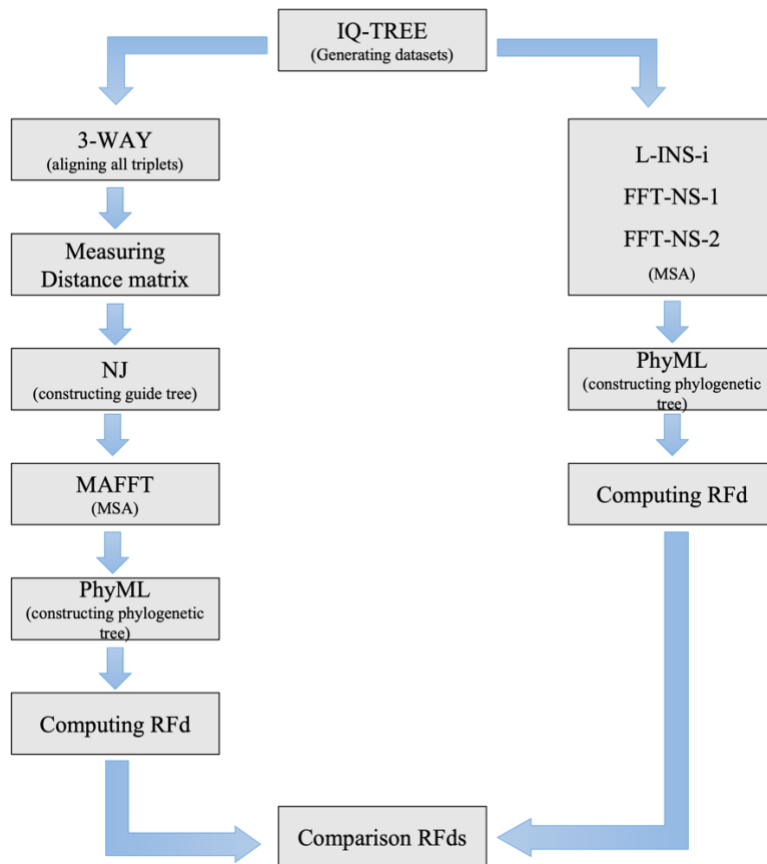 IQ-TREE
(Generating datasets)
3-WAY
(aligning all triplets)
Measuring
Distance matrix
NJ
(constructing guide tree)
MAFFT
(MSA)
PhyML
(constructing phylogenetic
tree)
Computing RFd
L-INS-i
FFT-NS-1
FFT-NS-2
(MSA)
PhyML
(constructing phylogenetic
tree)
Computing RFd
Comparison RFds